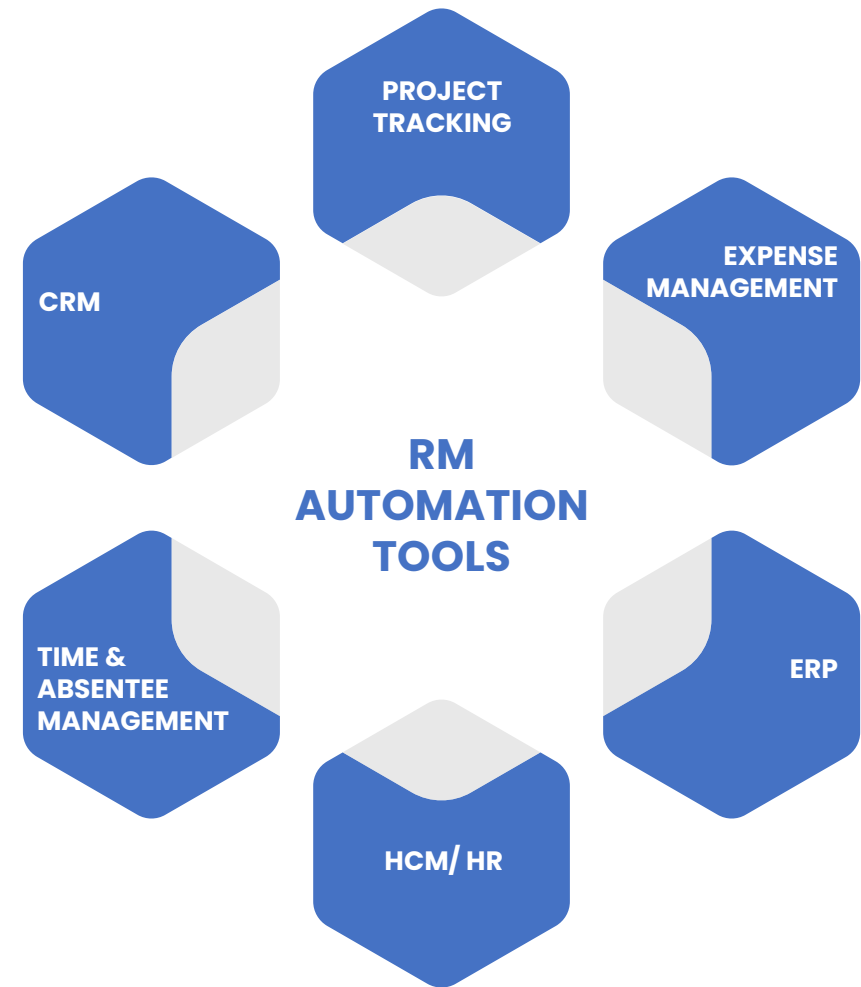 PROJECT
TRACKING
EXPENSE
MANAGEMENT
CRM
RM
AUTOMATION
TOOLS
TIME &
ABSENTEE
MANAGEMENT
ERP
HCM/ HR